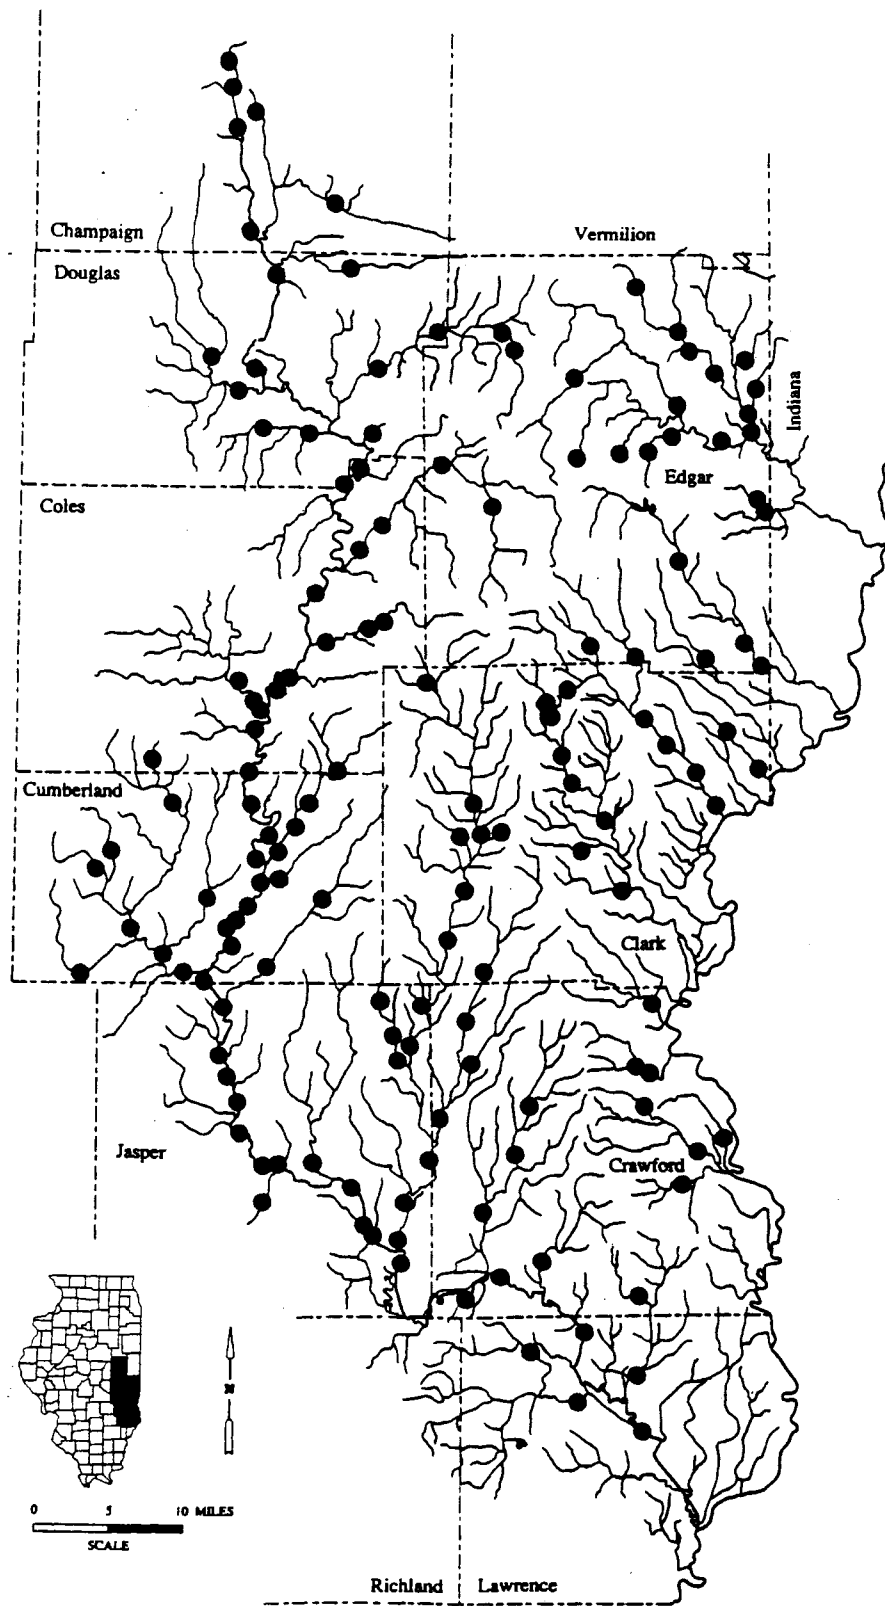 Champaign
Vermilion
Douglas
Indiana
Edgar
Coles
Cumberland
Clark
Jasper
Crawford
N
0 5 10 MILES
SCALE
Richland Lawrence